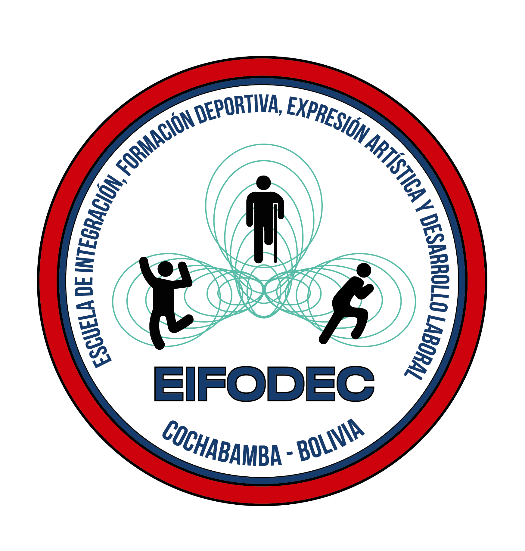 ESCUELA DE INTEGRACIÓN, FORMACIÓN DEPORTIVA, EXPRESIÓN ARTÍSTICA Y DESARROLLO LABORAL
EIFODEC
COCHABAMBA - BOLIVIA